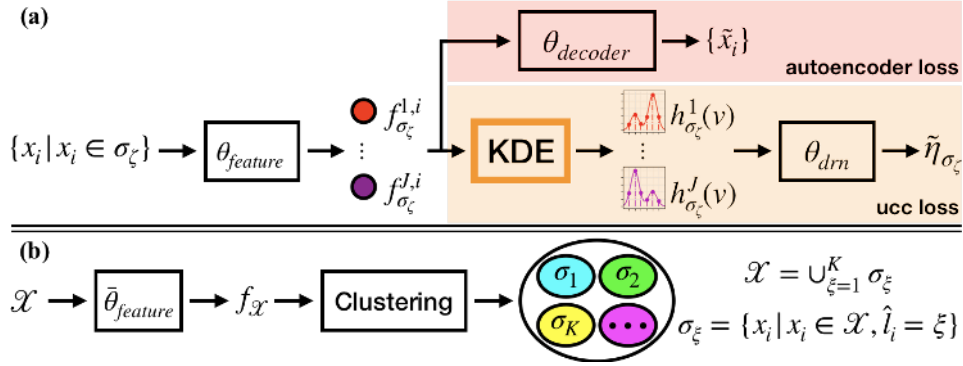 (a)
θ_decoder {x̃_i}
autoencoder loss
{x_i | x_i ∈ σ_ζ} θ_feature f^{1,i}_{σ_ζ} ⋮ f^{J,i}_{σ_ζ} KDE h^1_{σ_ζ}(v) ⋮ h^J_{σ_ζ}(v) θ_drn η̃_{σ_ζ}
ucc loss
(b)
𝒳 θ̄_feature f_𝒳 Clustering σ_1 σ_2 σ_K •••
𝒳 = ∪^K_{ξ=1} σ_ξ
σ_ξ = {x_i | x_i ∈ 𝒳, l̂_i = ξ}